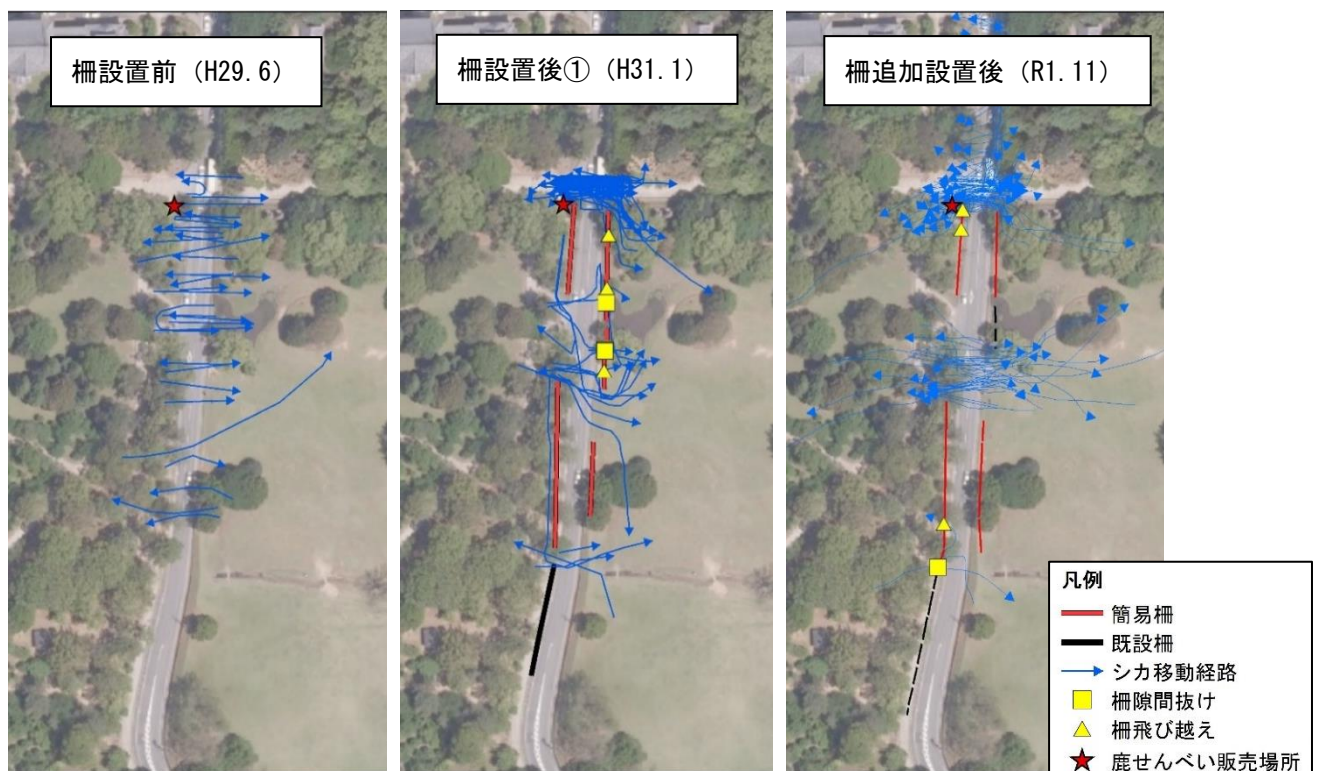 柵設置前（H29.6）
柵設置後①（H31.1）
柵追加設置後（R1.11）
凡例
簡易柵
既設柵
シカ移動経路
柵隙間抜け
柵飛び越え
鹿せんべい販売場所